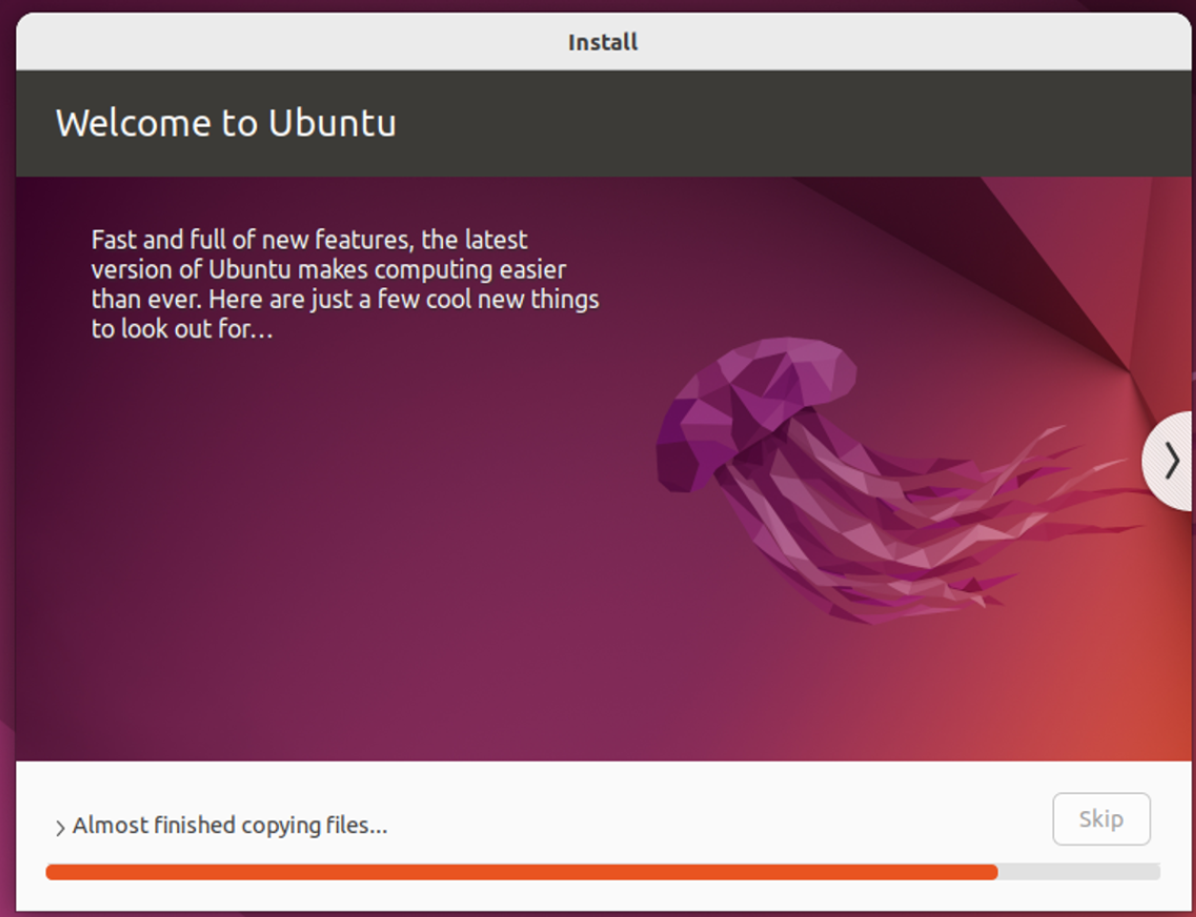 Install
Welcome to Ubuntu
Fast and full of new features, the latest
version of Ubuntu makes computing easier
than ever. Here are just a few cool new things
to look out for…
Almost finished copying files...
Skip